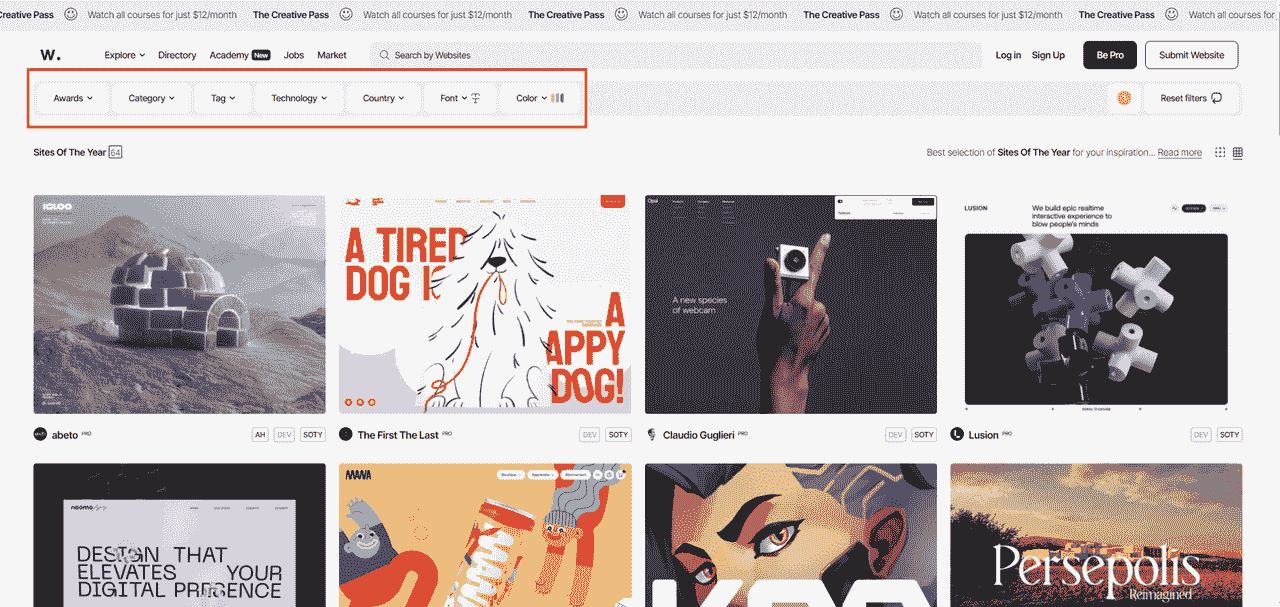 Creative Pass Watch all courses for just $12/month The Creative Pass Watch all courses for just $12/month The Creative Pass Watch all courses for just $12/month The Creative Pass Watch all courses for just $12/month The Creative Pass Watch all courses for
W. Explore Directory Academy New Jobs Market Search by Websites Log in Sign Up Be Pro Submit Website
Awards Category Tag Technology Country Font Color Reset filters
Sites Of The Year 64 Best selection of Sites Of The Year for your inspiration... Read more
IGLOO
A TIRED
DOG IS
A
APPY
DOG!
Opal
A new species
of webcam
LUSION
We build epic realtime
interactive experience to
blow people's minds
abeto PRO AH DEV SOTY
The First The Last PRO DEV SOTY
Claudio Guglieri PRO DEV SOTY
Lusion PRO DEV SOTY
DESIGN THAT
ELEVATES YOUR
DIGITAL PRESENCE
Persepolis
Reimagined